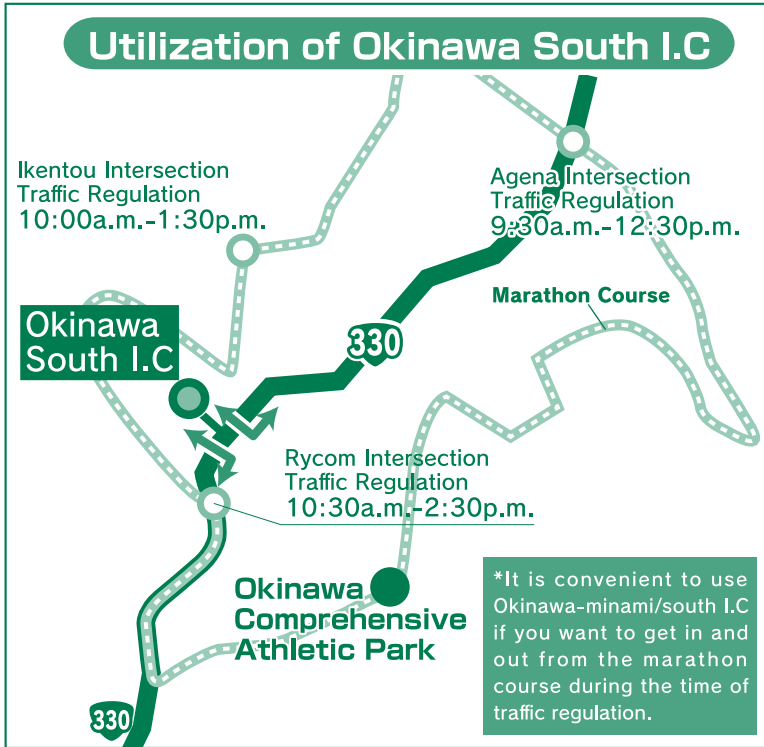 Utilization of Okinawa South I.C
Ikentou Intersection
Traffic Regulation
10:00a.m.-1:30p.m.
Agena Intersection
Traffic Regulation
9:30a.m.-12:30p.m.
Marathon Course
Okinawa
South I.C
330
Rycom Intersection
Traffic Regulation
10:30a.m.-2:30p.m.
Okinawa
Comprehensive
Athletic Park
*It is convenient to use
Okinawa-minami/south I.C
if you want to get in and
out from the marathon
course during the time of
traffic regulation.
330